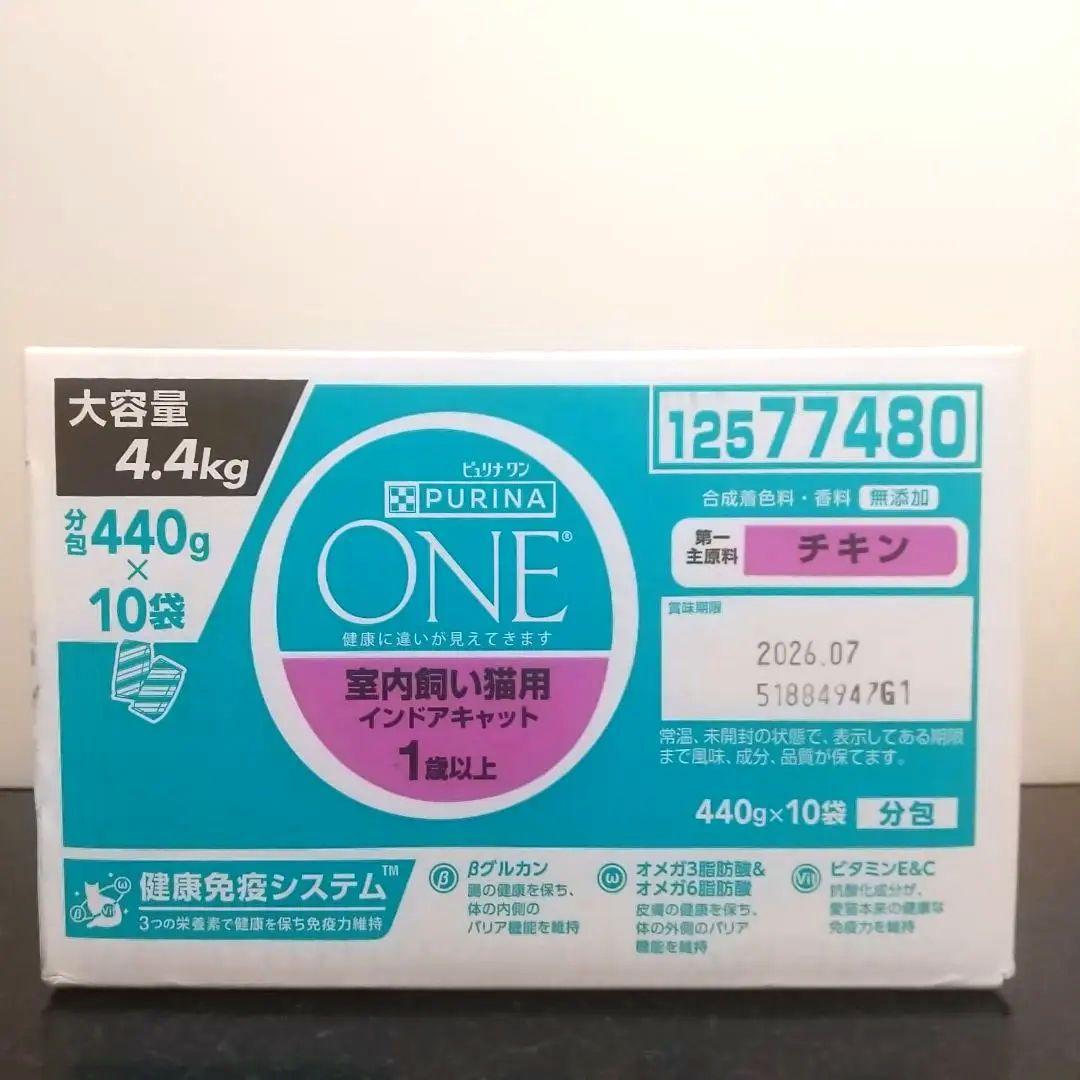 大容量
4.4kg
分包440g
×
10袋
ピュリナ ワン
PURINA
ONE®
健康に違いが見えてきます
室内飼い猫用
インドアキャット
1歳以上
12577480
合成着色料・香料 無添加
第一主原料 チキン
賞味期限
2026.07
51884947G1
常温、未開封の状態で、表示してある期限
まで風味、成分、品質が保てます。
440g×10袋 分包
健康免疫システム™
3つの栄養素で健康を保ち免疫力維持
β βグルカン
腸の健康を保ち、
体の内側の
バリア機能を維持
ω オメガ3脂肪酸&
オメガ6脂肪酸
皮膚の健康を保ち、
体の外側のバリア
機能を維持
Vit ビタミンE&C
抗酸化成分が、
愛猫本来の健康な
免疫力を維持